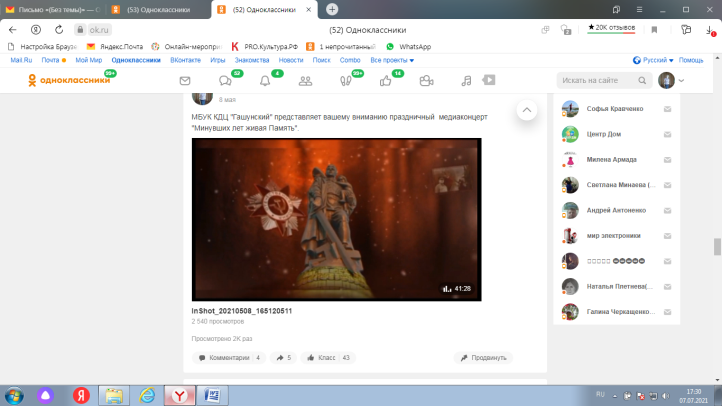 Письмо «(Без темы)» —
(53) Одноклассники
(52) Одноклассники
ok.ru
(52) Одноклассники
★20K отзывов
Настройка Браузе
Яндекс.Почта
Онлайн-меропри
PRO.Культура.РФ
1 непрочитанный
WhatsApp
Mail.Ru
Почта
Мой Мир
Одноклассники
ВКонтакте
Игры
Знакомства
Новости
Поиск
Combo
Все проекты
Русский
Помощь
одноклассники
99+
53
4
99+
14
Искать на сайте
8 мая
МБУК КДЦ "Гашунский" представляет вашему вниманию праздничный медиаконцерт
"Минувших лет живая Память".
41:28
InShot_20210508_165120511
2 540 просмотров
Просмотрено 2K раз
Комментарии 4
5
Класс 43
Продвинуть
Софья Кравченко
Центр Дом
Милена Армада
Светлана Минаева (...
Андрей Антоненко
мир электроники
Наталья Плетнева(...
Галина Черкащенко...
RU
17:30
07.07.2021